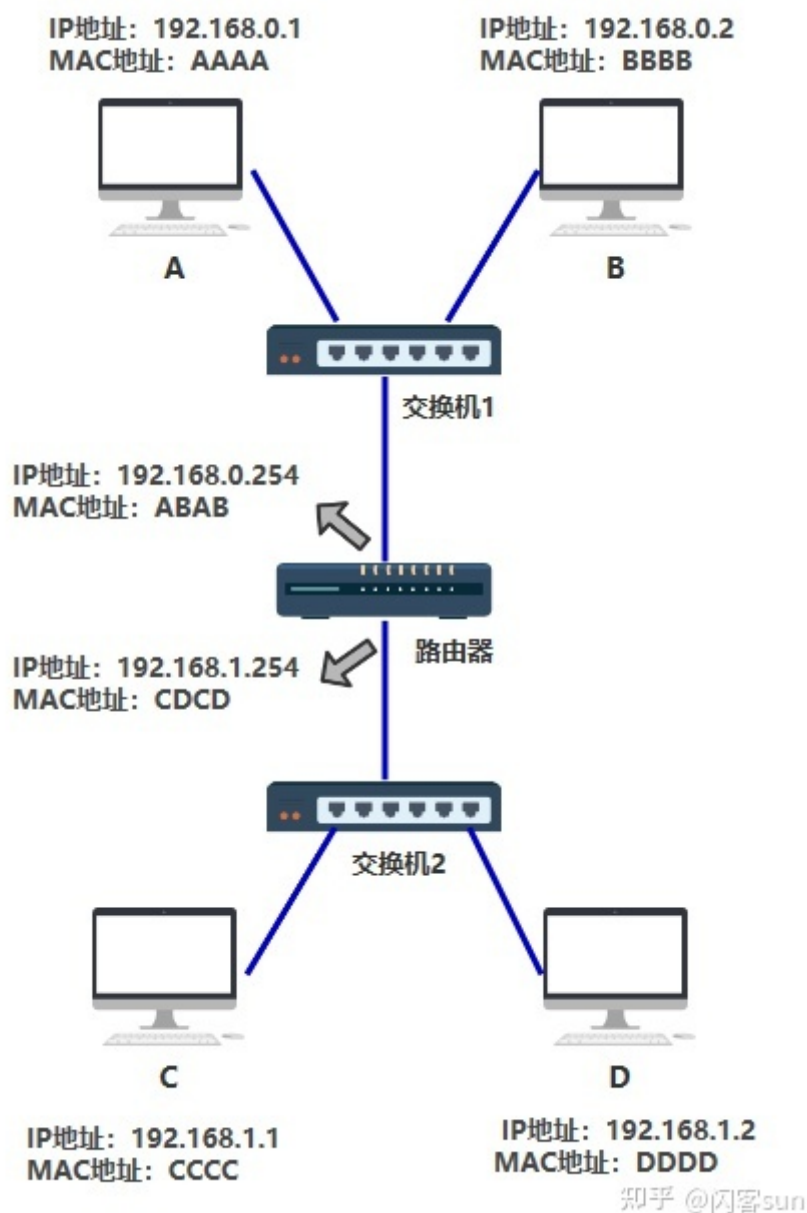 IP地址：192.168.0.1
MAC地址：AAAA
IP地址：192.168.0.2
MAC地址：BBBB
A
B
交换机1
IP地址：192.168.0.254
MAC地址：ABAB
路由器
IP地址：192.168.1.254
MAC地址：CDCD
交换机2
C
D
IP地址：192.168.1.1
MAC地址：CCCC
IP地址：192.168.1.2
MAC地址：DDDD
知乎 @闪客sun